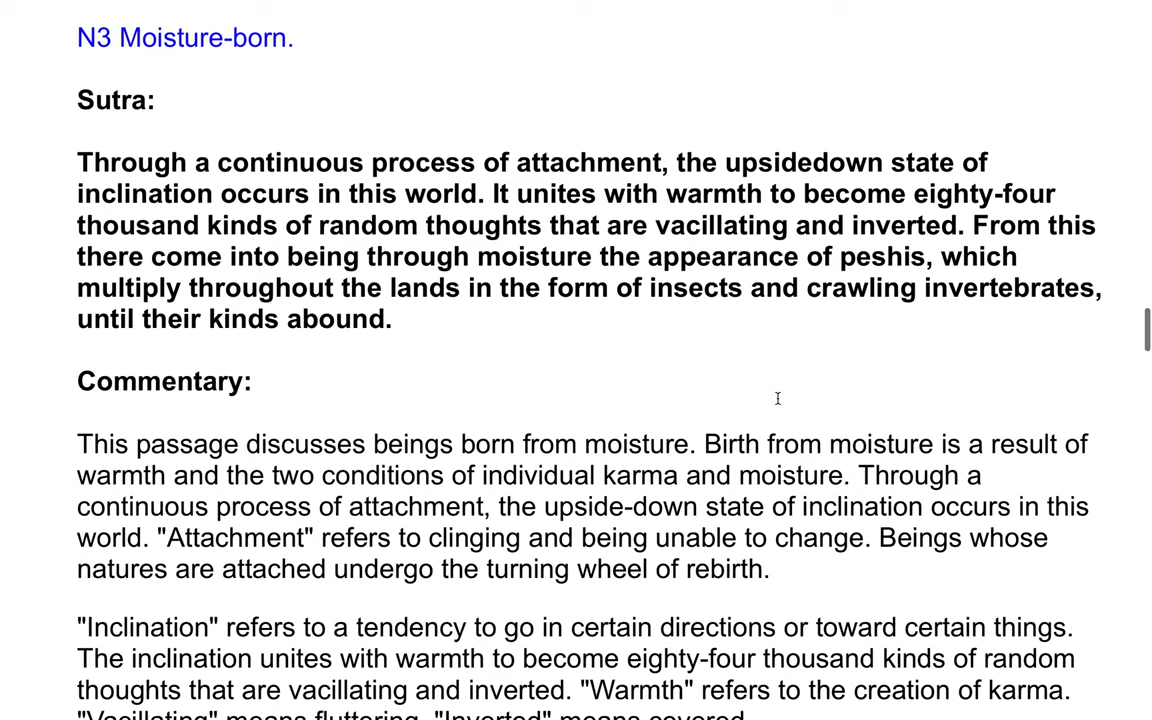 N3 Moisture-born.
Sutra:
Through a continuous process of attachment, the upsidedown state of
inclination occurs in this world. It unites with warmth to become eighty-four
thousand kinds of random thoughts that are vacillating and inverted. From this
there come into being through moisture the appearance of peshis, which
multiply throughout the lands in the form of insects and crawling invertebrates,
until their kinds abound.
Commentary:
This passage discusses beings born from moisture. Birth from moisture is a result of
warmth and the two conditions of individual karma and moisture. Through a
continuous process of attachment, the upside-down state of inclination occurs in this
world. "Attachment" refers to clinging and being unable to change. Beings whose
natures are attached undergo the turning wheel of rebirth.
"Inclination" refers to a tendency to go in certain directions or toward certain things.
The inclination unites with warmth to become eighty-four thousand kinds of random
thoughts that are vacillating and inverted. "Warmth" refers to the creation of karma.
"Vacillating" means fluttering. "Inverted" means covered.